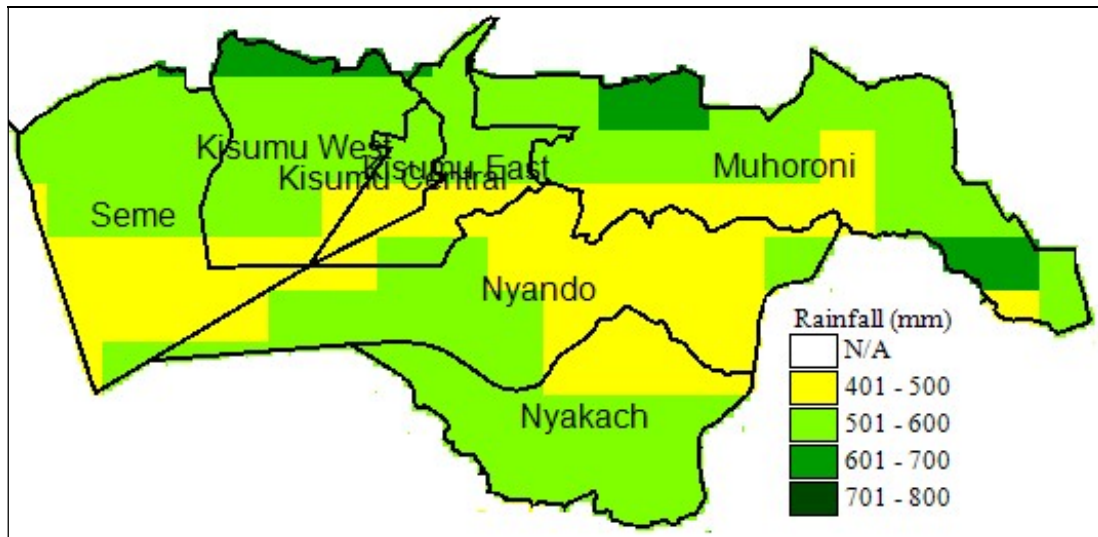 Kisumu West
Kisumu East
Kisumu Central
Muhoroni
Seme
Nyando
Nyakach
Rainfall (mm)
N/A
401 - 500
501 - 600
601 - 700
701 - 800